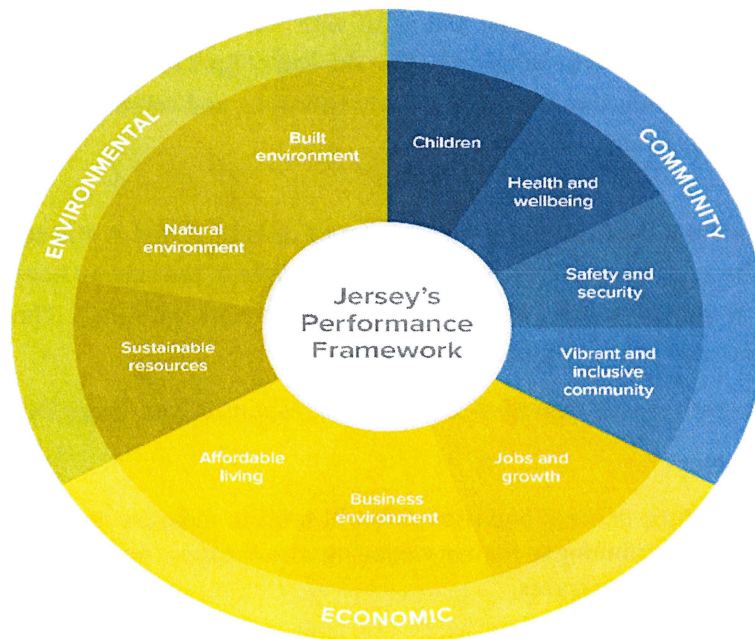 Jersey's
Performance
Framework
ENVIRONMENTAL
Built
environment
Natural
environment
Sustainable
resources
COMMUNITY
Children
Health and
wellbeing
Safety and
security
Vibrant and
inclusive
community
ECONOMIC
Affordable
living
Business
environment
Jobs and
growth